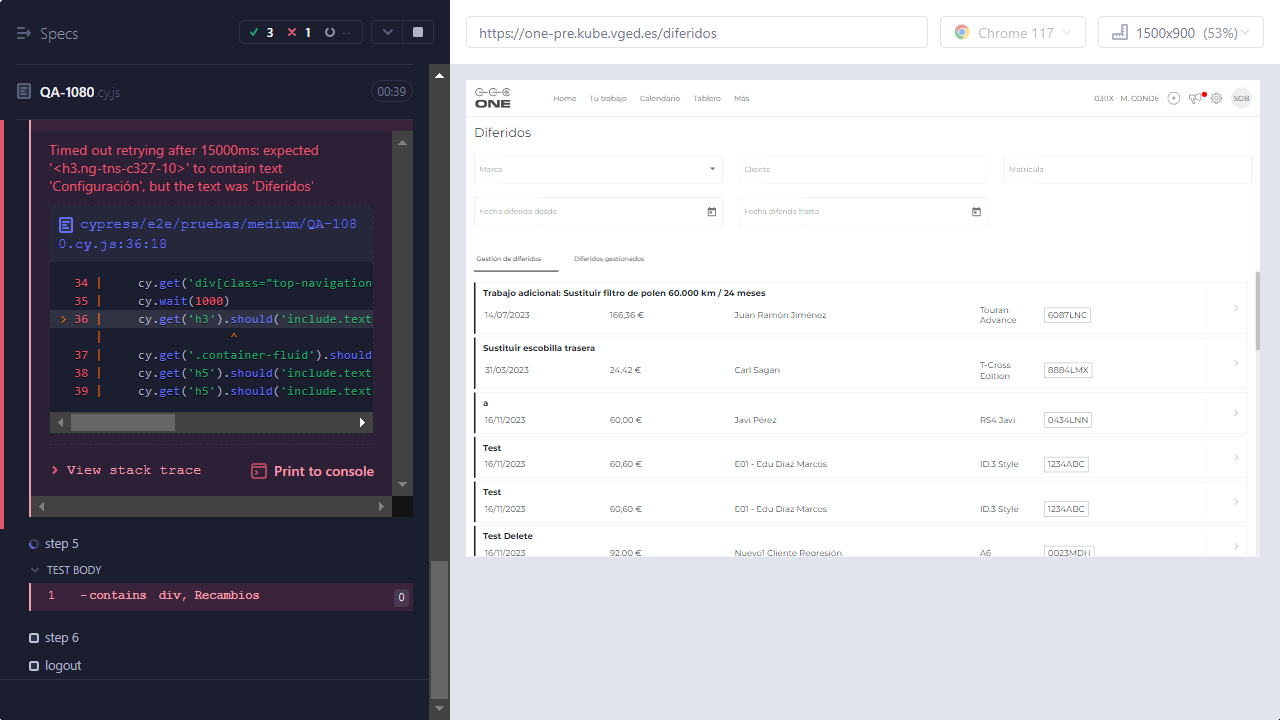 Specs
3
1
--
QA-1080 cy.js
00:39
Timed out retrying after 15000ms: expected
'<h3.ng-tns-c327-10>' to contain text
'Configuración', but the text was 'Diferidos'
cypress/e2e/pruebas/medium/QA-108
0.cy.js:36:18
34 | cy.get('div[class="top-navigation
35 | cy.wait(1000)
> 36 | cy.get('h3').should('include.text
| ^
37 | cy.get('.container-fluid').should
38 | cy.get('h5').should('include.text
39 | cy.get('h5').should('include.text
> View stack trace
Print to console
step 5
TEST BODY
1 -contains div, Recambios 0
step 6
logout
https://one-pre.kube.vged.es/diferidos
Chrome 117
1500x900 (53%)
ONE
Home Tu trabajo Calendario Tablero Más
0311X M. CONDE
SGB
Diferidos
Marca
Cliente
Matrícula
Fecha diferida desde
Fecha diferida hasta
Gestión de diferidos
Diferidos gestionados
Trabajo adicional: Sustituir filtro de polen 60.000 km / 24 meses
14/07/2023 166,36 € Juan Ramón Jiménez Touran Advance 6087LNC
Sustituir escobilla trasera
31/03/2023 24,42 € Carl Sagan T-Cross Edition 8884LMX
a
16/11/2023 60,00 € Javi Pérez RS4 Javi 0434LNN
Test
16/11/2023 60,60 € E01 - Edu Diaz Marcos ID.3 Style 1234ABC
Test
16/11/2023 60,60 € E01 - Edu Diaz Marcos ID.3 Style 1234ABC
Test Delete
16/11/2023 92,00 € Nuevo1 Cliente Regresión A6 0023MDH